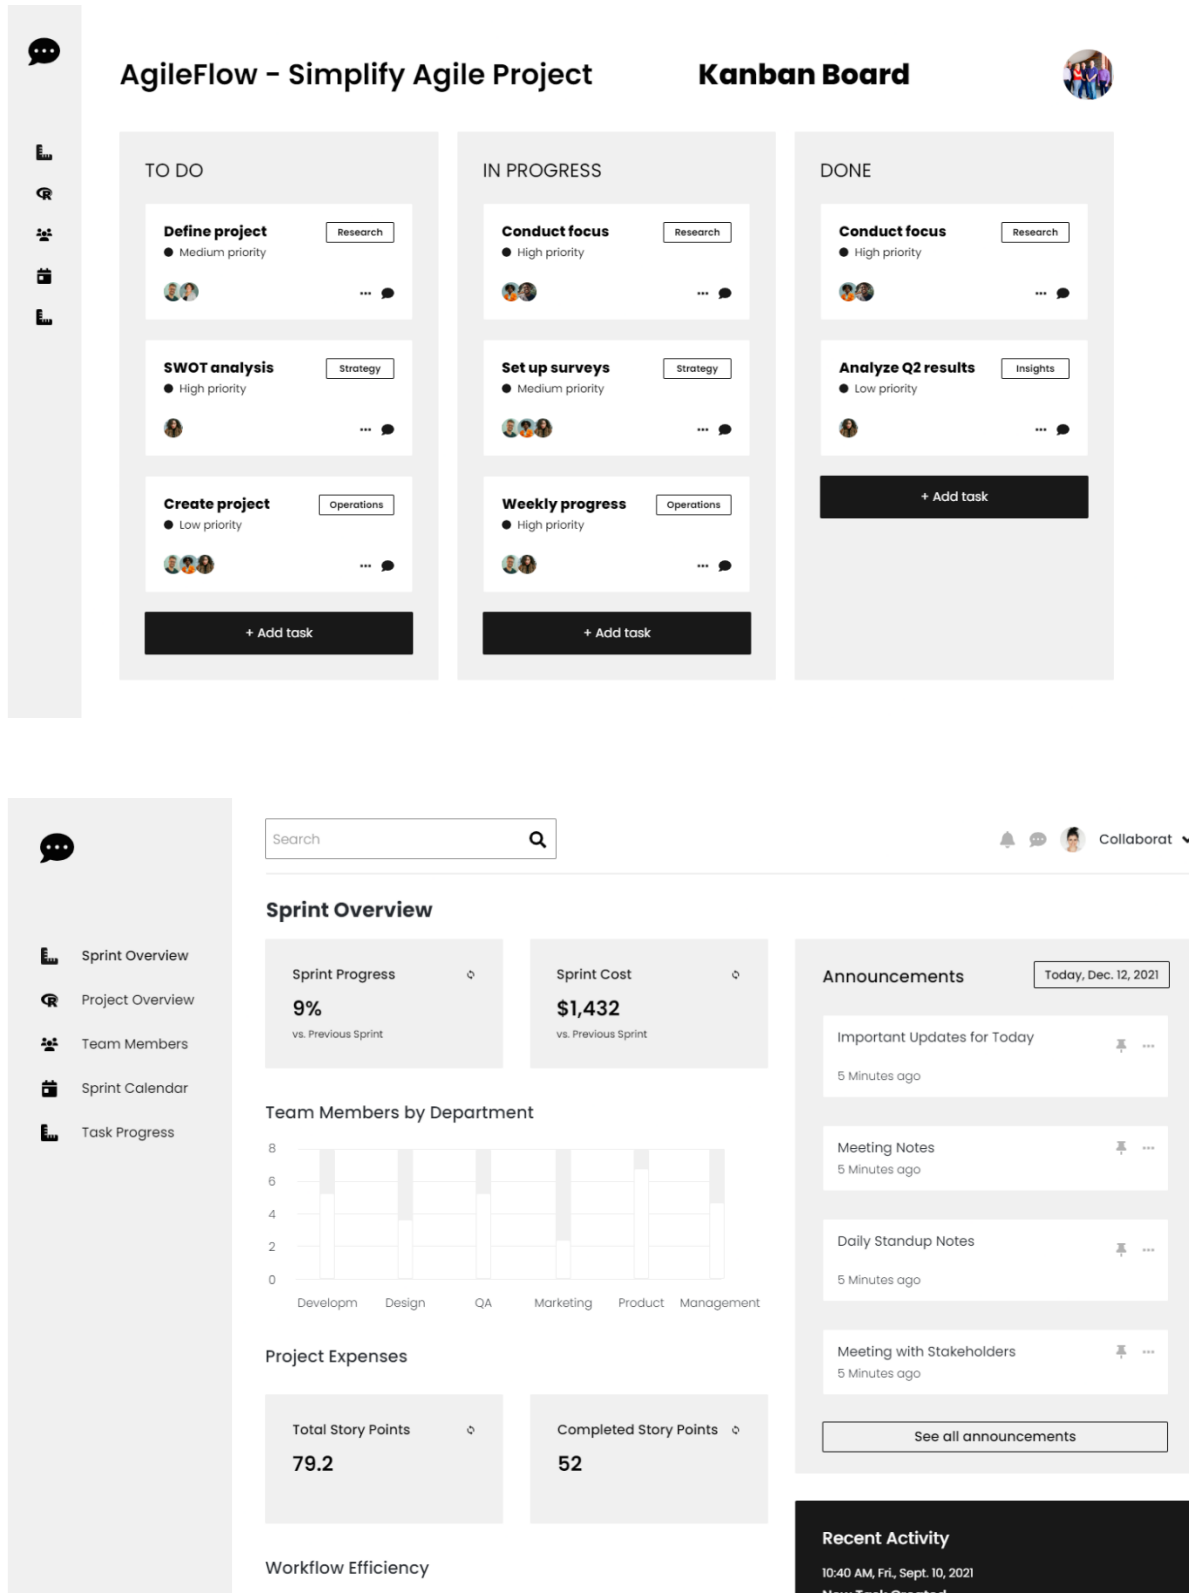 AgileFlow - Simplify Agile Project
Kanban Board
TO DO
Define project
Research
Medium priority
SWOT analysis
Strategy
High priority
Create project
Operations
Low priority
+ Add task
IN PROGRESS
Conduct focus
Research
High priority
Set up surveys
Strategy
Medium priority
Weekly progress
Operations
High priority
+ Add task
DONE
Conduct focus
Research
High priority
Analyze Q2 results
Insights
Low priority
+ Add task
Sprint Overview
Project Overview
Team Members
Sprint Calendar
Task Progress
Search
Collaborat
Sprint Overview
Sprint Progress
9%
vs. Previous Sprint
Sprint Cost
$1,432
vs. Previous Sprint
Team Members by Department
8
6
4
2
0
Developm
Design
QA
Marketing
Product
Management
Project Expenses
Total Story Points
79.2
Completed Story Points
52
Workflow Efficiency
Announcements
Today, Dec. 12, 2021
Important Updates for Today
5 Minutes ago
Meeting Notes
5 Minutes ago
Daily Standup Notes
5 Minutes ago
Meeting with Stakeholders
5 Minutes ago
See all announcements
Recent Activity
10:40 AM, Fri., Sept. 10, 2021
New Task Created